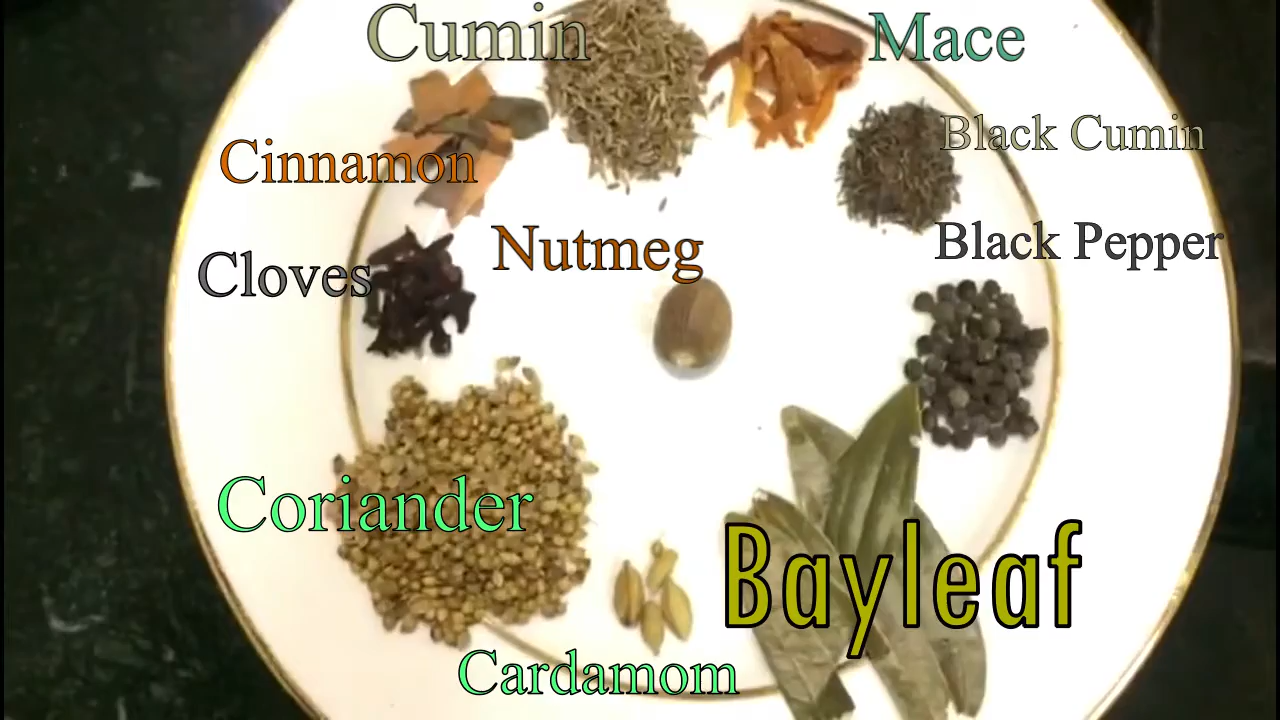 Cumin
Mace
Black Cumin
Cinnamon
Black Pepper
Nutmeg
Cloves
Coriander
Bayleaf
Cardamom